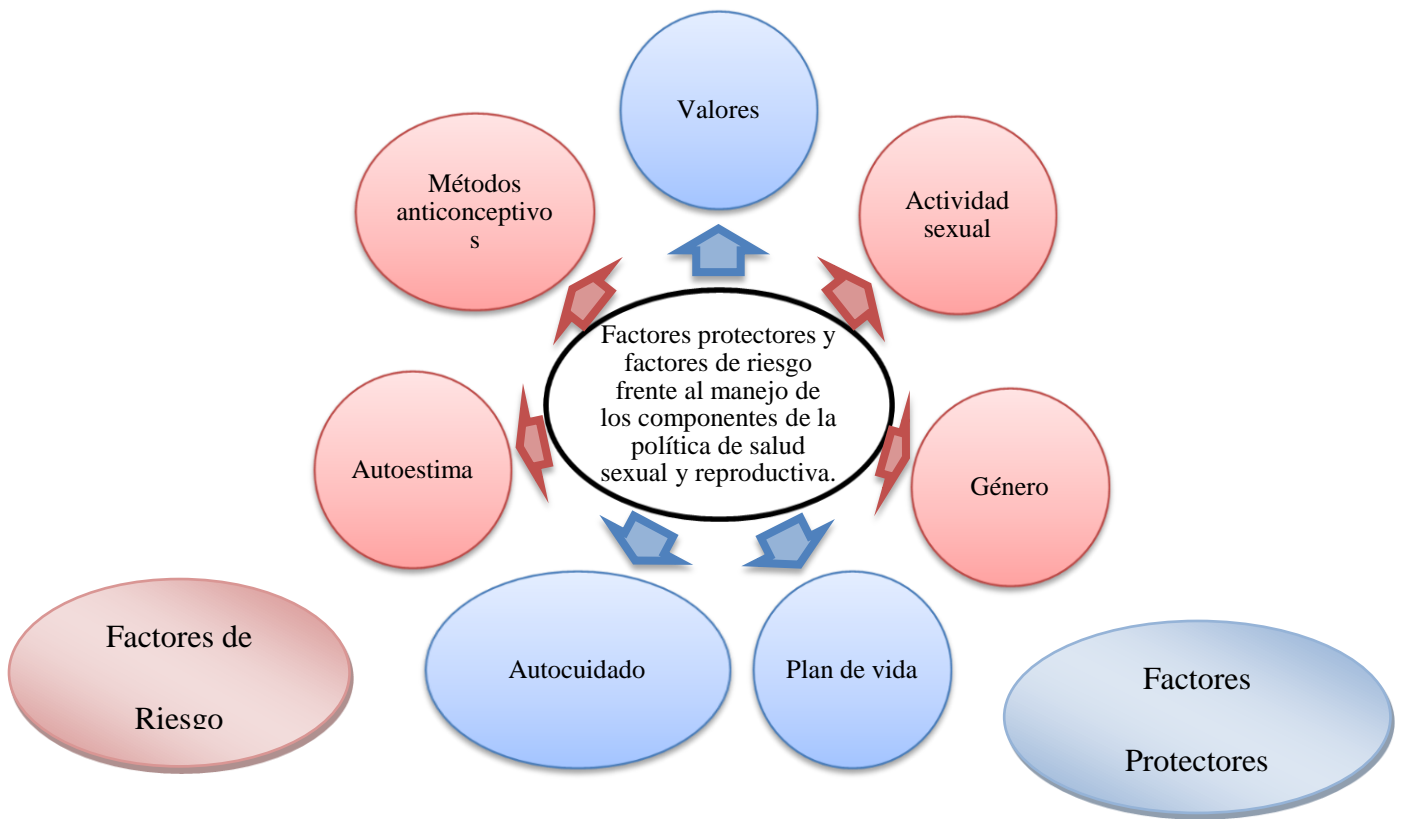 Valores
Métodos
anticonceptivo
s
Actividad
sexual
Factores protectores y
factores de riesgo
frente al manejo de
los componentes de la
política de salud
sexual y reproductiva.
Autoestima
Género
Autocuidado
Plan de vida
Factores de
Riesgo
Factores
Protectores